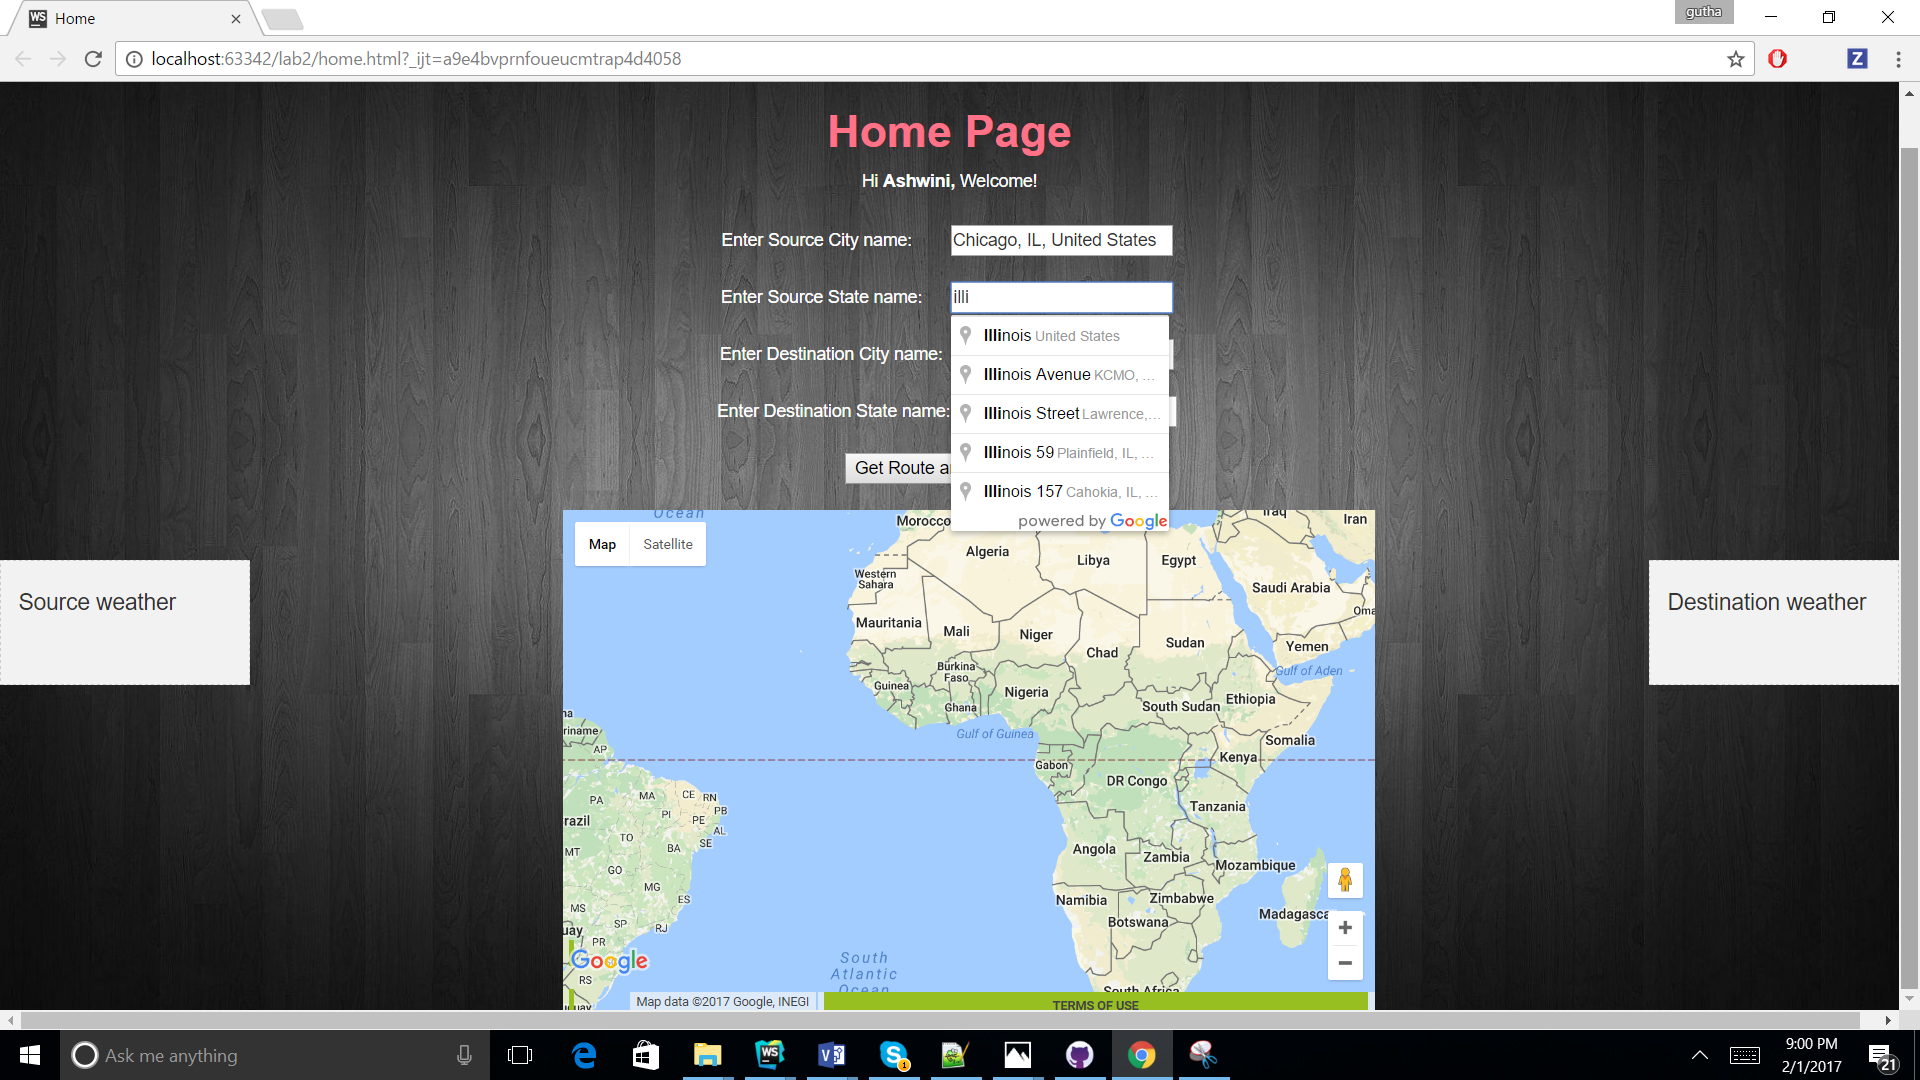 WS Home
gutha
localhost:63342/lab2/home.html?_ijt=a9e4bvprnfoueucmtrap4d4058
Z
Home Page
Hi Ashwini, Welcome!
Enter Source City name: Chicago, IL, United States
Enter Source State name: illi
Illinois United States
Enter Destination City name:
Illinois Avenue KCMO, ...
Enter Destination State name: Illinois Street Lawrence,...
Illinois 59 Plainfield, IL, ...
Get Route a
Illinois 157 Cahokia, IL, ...
powered by Google
Map Satellite
Source weather
Destination weather
Ocean
Morocco
Algeria
Libya
Egypt
Iraq
Iran
Western Sahara
Saudi Arabia
Oma
Mauritania
Mali
Niger
Chad
Sudan
Yemen
Gulf of Aden
Burkina Faso
Guinea
Nigeria
Ghana
South Sudan
Ethiopia
Gulf of Guinea
Somalia
na
riname
AP
Gabon
Kenya
DR Congo
Tanzania
PA
MA
CE
RN
PB
PI
PE
AL
razil
TO
SE
BA
MT
GO
MG
ES
MS
SP
RJ
uay
PR
RS
uguay
Angola
Zambia
Mozambique
Namibia
Zimbabwe
Botswana
Madagasca
South Africa
South
Atlantic
Ocean
Google
Map data ©2017 Google, INEGI
TERMS OF USE
Ask me anything
WS
1
9:00 PM
2/1/2017
21